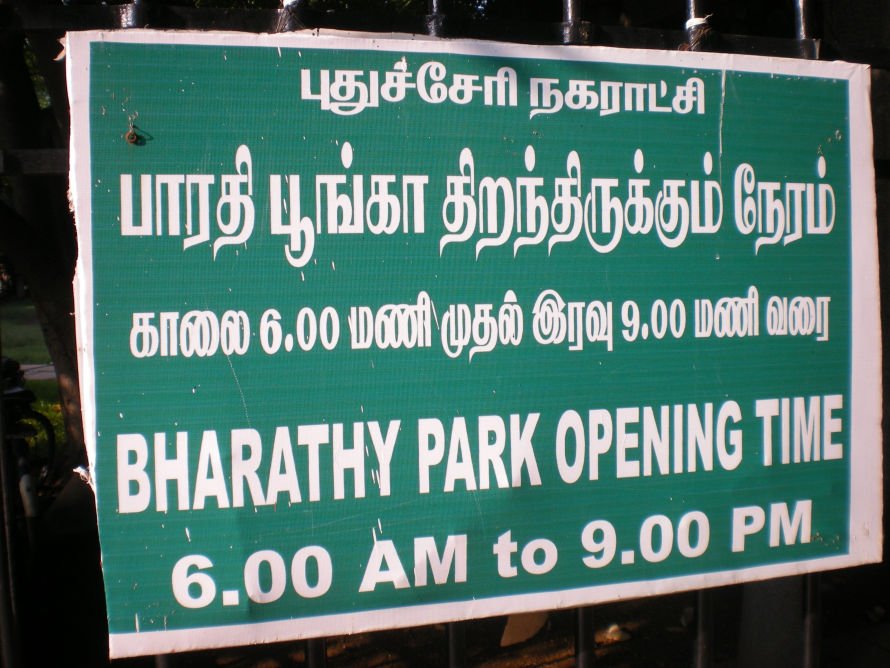 புதுச்சேரி நகராட்சி
பாரதி பூங்கா திறந்திருக்கும் நேரம்
காலை 6.00 மணி முதல் இரவு 9.00 மணி வரை
BHARATHY PARK OPENING TIME
6.00 AM to 9.00 PM